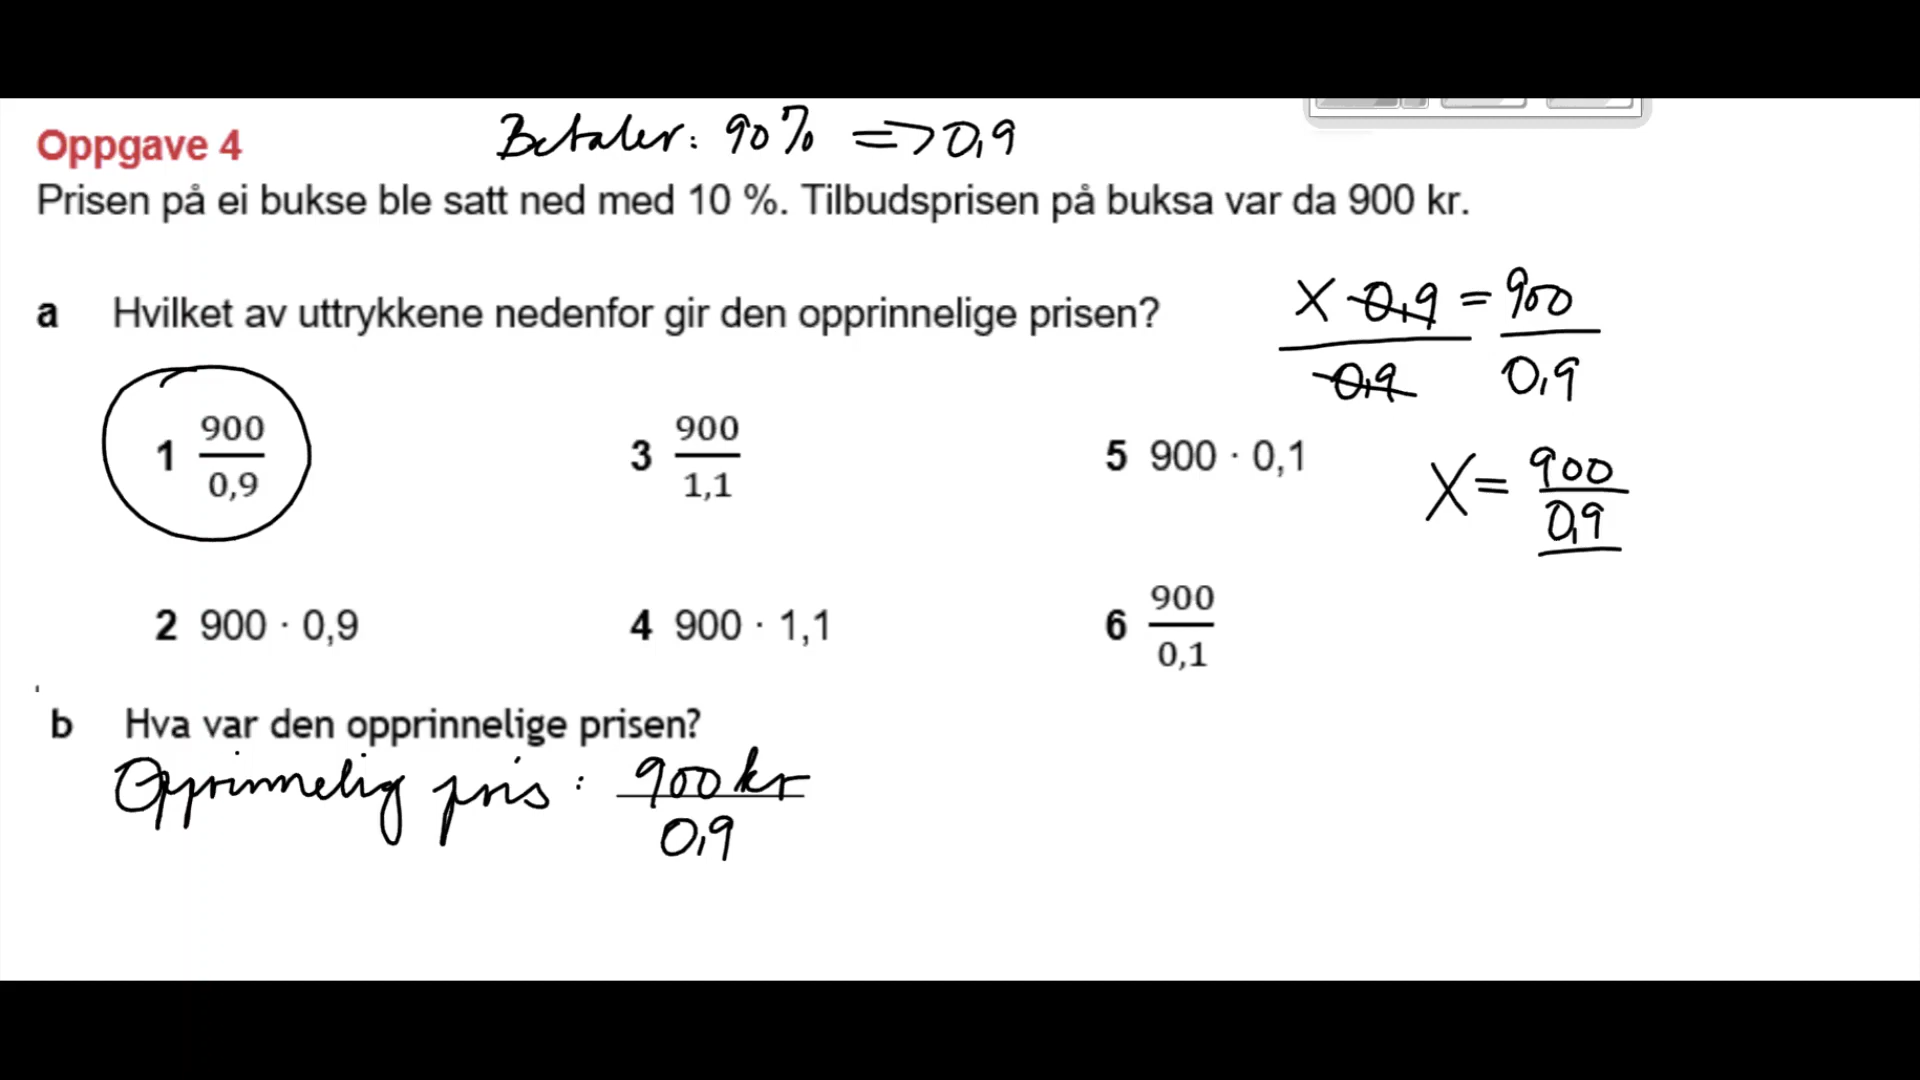 Betaler: 90% => 0,9
Oppgave 4
Prisen på ei bukse ble satt ned med 10 %. Tilbudsprisen på buksa var da 900 kr.
a Hvilket av uttrykkene nedenfor gir den opprinnelige prisen?
X · 0,9 = 900
0,9 0,9
1 900/0,9
3 900/1,1
5 900 · 0,1
X = 900/0,9
2 900 · 0,9
4 900 · 1,1
6 900/0,1
b Hva var den opprinnelige prisen?
Opprinnelig pris : 900 kr
0,9